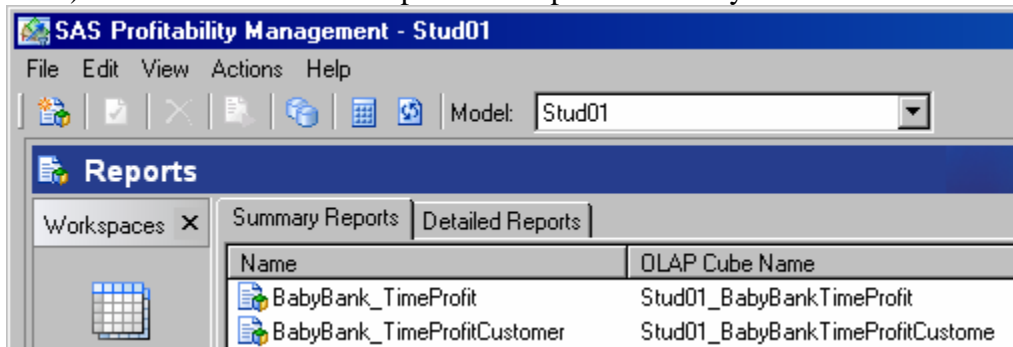 SAS Profitability Management - Stud01
File Edit View Actions Help
Model: Stud01
Reports
Workspaces Summary Reports Detailed Reports
Name OLAP Cube Name
BabyBank_TimeProfit Stud01_BabyBankTimeProfit
BabyBank_TimeProfitCustomer Stud01_BabyBankTimeProfitCustome